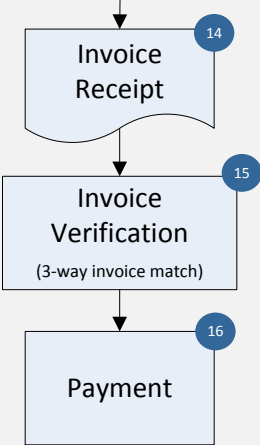 14
Invoice
Receipt
15
Invoice
Verification
(3-way invoice match)
16
Payment